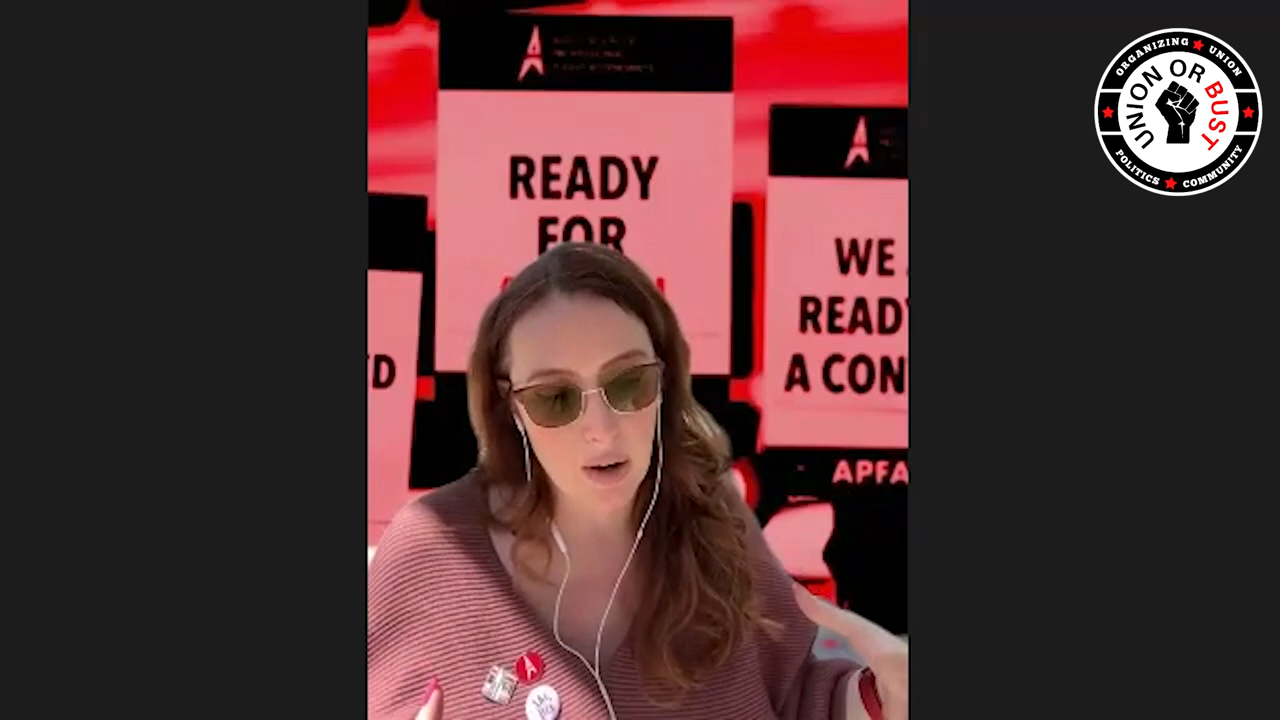 READY
FOR
D
WE
READY
A CON
APFA
ORGANIZING ★ UNION
UNION OR BUST
POLITICS ★ COMMUNITY